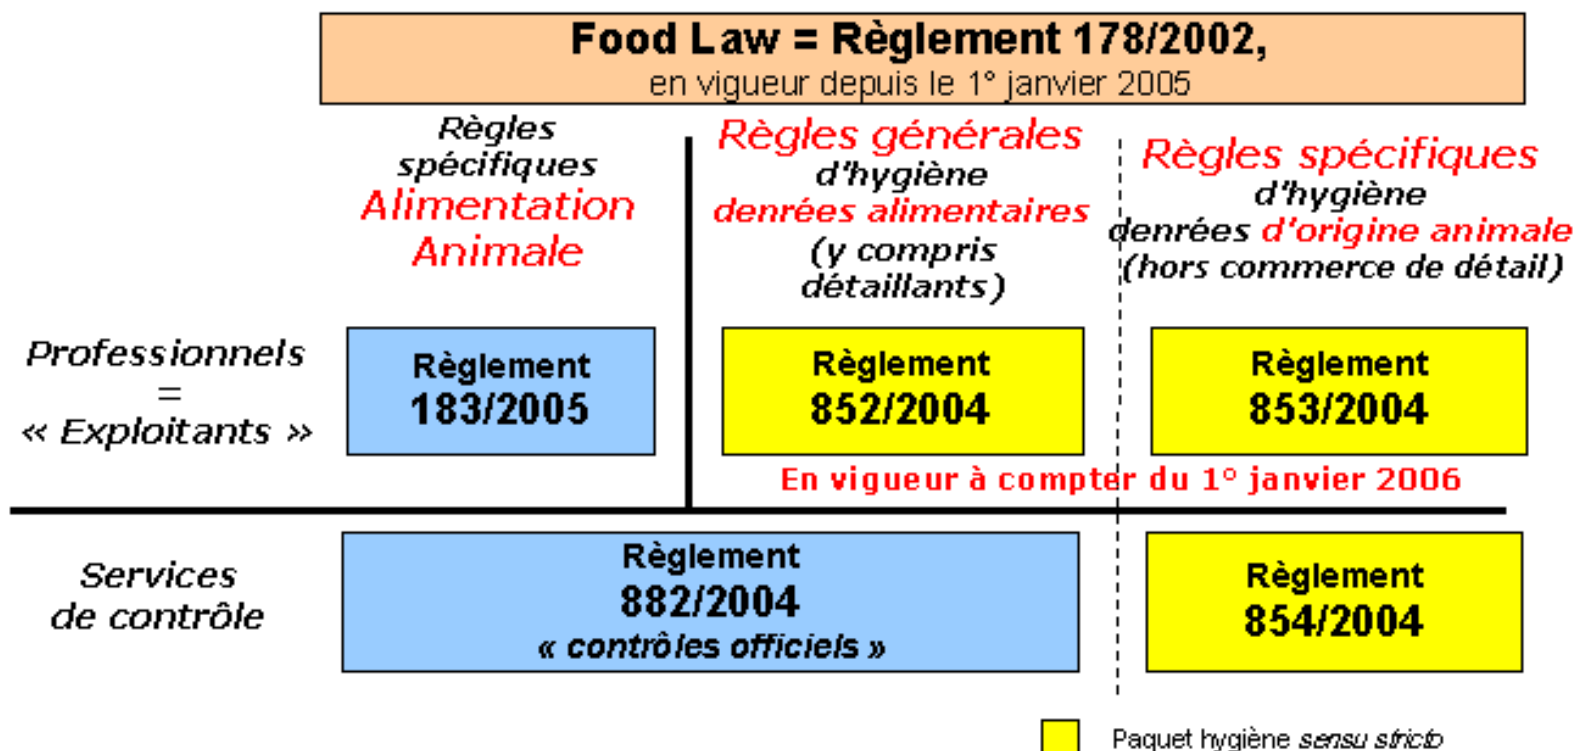 Food Law = Règlement 178/2002,
en vigueur depuis le 1° janvier 2005
Règles
spécifiques
Alimentation
Animale
Règles générales
d'hygiène
denrées alimentaires
(y compris
détaillants)
Règles spécifiques
d'hygiène
denrées d'origine animale
(hors commerce de détail)
Professionnels
=
« Exploitants »
Règlement
183/2005
Règlement
852/2004
Règlement
853/2004
En vigueur à compter du 1° janvier 2006
Services
de contrôle
Règlement
882/2004
« contrôles officiels »
Règlement
854/2004
Paquet hygiène sensu stricto